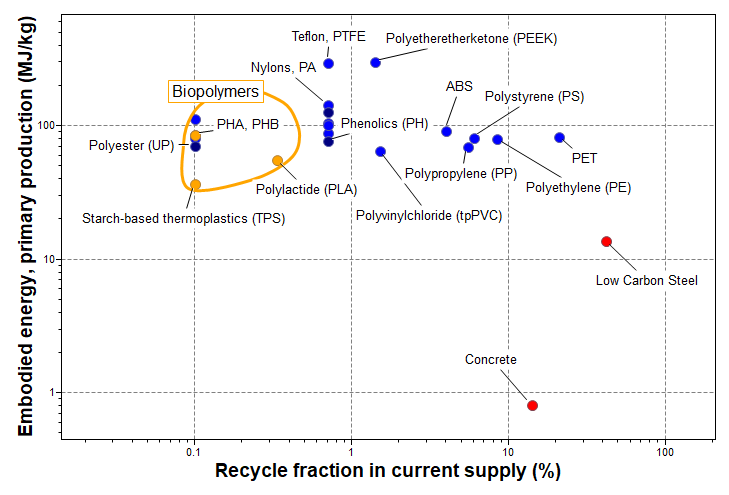 Embodied energy, primary production (MJ/kg)
100
10
1
Teflon, PTFE
Polyetheretherketone (PEEK)
Nylons, PA
Biopolymers
ABS
Polystyrene (PS)
PHA, PHB
Phenolics (PH)
Polyester (UP)
PET
Polypropylene (PP)
Polylactide (PLA)
Polyethylene (PE)
Starch-based thermoplastics (TPS)
Polyvinylchloride (tpPVC)
Low Carbon Steel
Concrete
0.1
1
10
100
Recycle fraction in current supply (%)